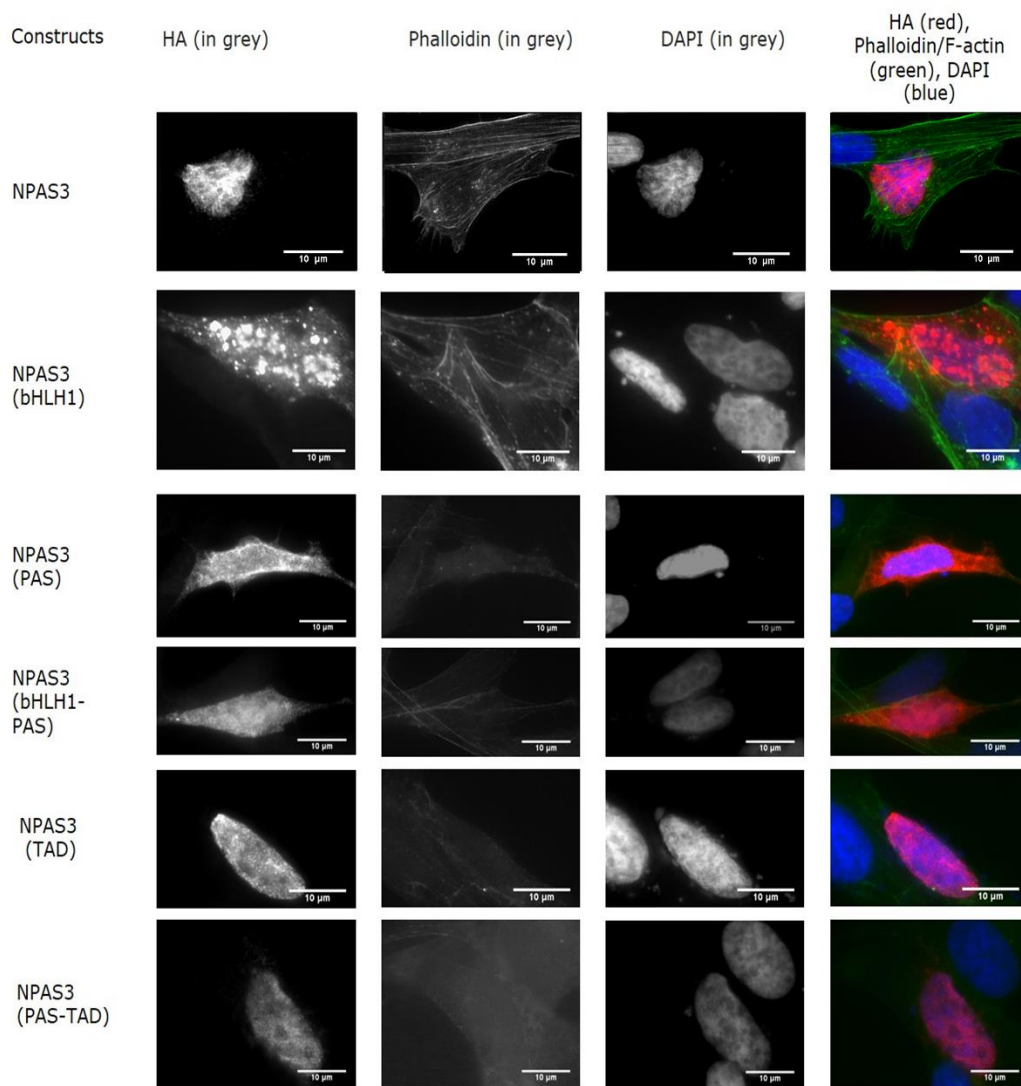 Constructs
HA (in grey)
Phalloidin (in grey)
DAPI (in grey)
HA (red),
Phalloidin/F-actin
(green), DAPI
(blue)
NPAS3
10 µm
10 µm
10 µm
10 µm
NPAS3
(bHLH1)
10 µm
10 µm
10 µm
10 µm
NPAS3
(PAS)
10 µm
10 µm
10 µm
10 µm
NPAS3
(bHLH1-
PAS)
10 µm
10 µm
10 µm
10 µm
NPAS3
(TAD)
10 µm
10 µm
10 µm
10 µm
NPAS3
(PAS-TAD)
10 µm
10 µm
10 µm
10 µm